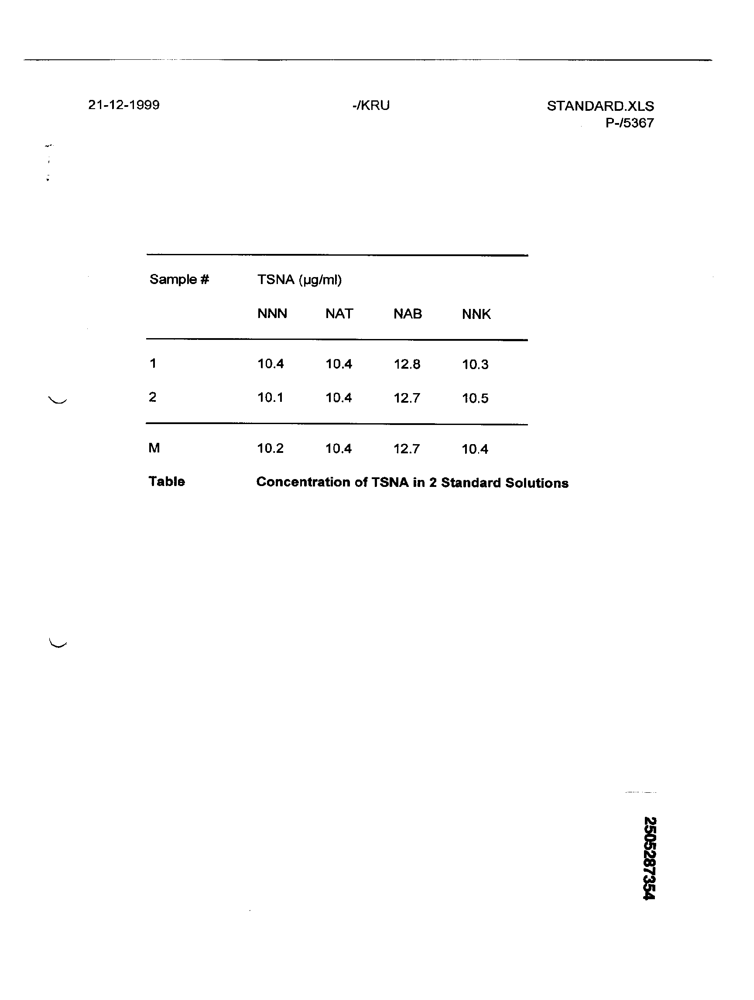 21-12-1999 -/KRU STANDARD.XLS
P-/5367
Sample # TSNA (µg/ml)
NNN NAT NAB NNK
1 10.4 10.4 12.8 10.3
2 10.1 10.4 12.7 10.5
M 10.2 10.4 12.7 10.4
Table Concentration of TSNA in 2 Standard Solutions
2505287354